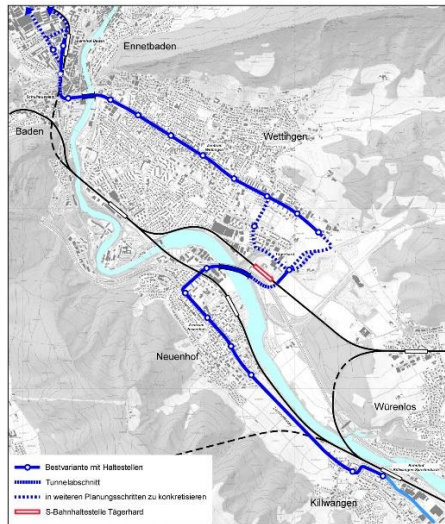 Ennetbaden
Baden
Wettingen
Neuenhof
Würenlos
Killwangen
Bestvariante mit Haltestellen
Tunnelabschnitt
in weiteren Planungsschritten zu konkretisieren
S-Bahnhaltestelle Tägerhard